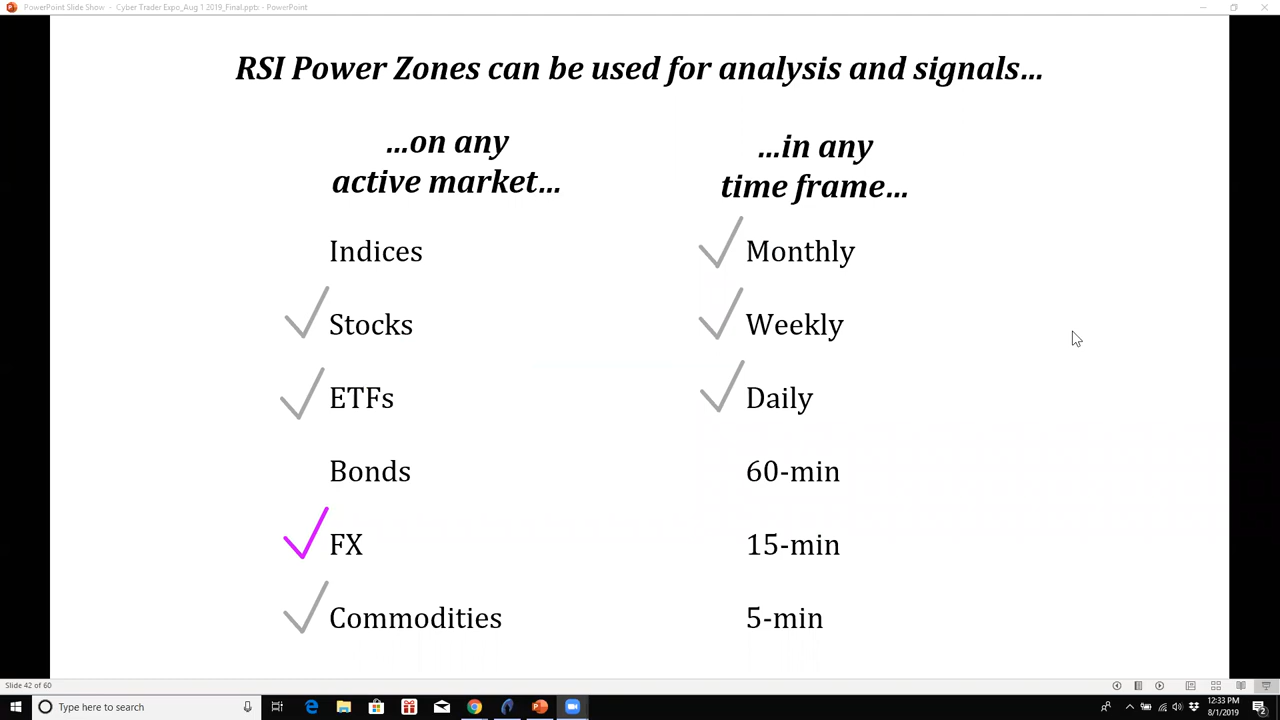 PowerPoint Slide Show - Cyber Trader Expo_Aug 1 2019_Final.pptx - PowerPoint
RSI Power Zones can be used for analysis and signals...
...on any
active market...
Indices
Stocks
ETFs
Bonds
FX
Commodities
...in any
time frame...
Monthly
Weekly
Daily
60-min
15-min
5-min
Slide 42 of 60
Type here to search
12:33 PM
8/1/2019
2